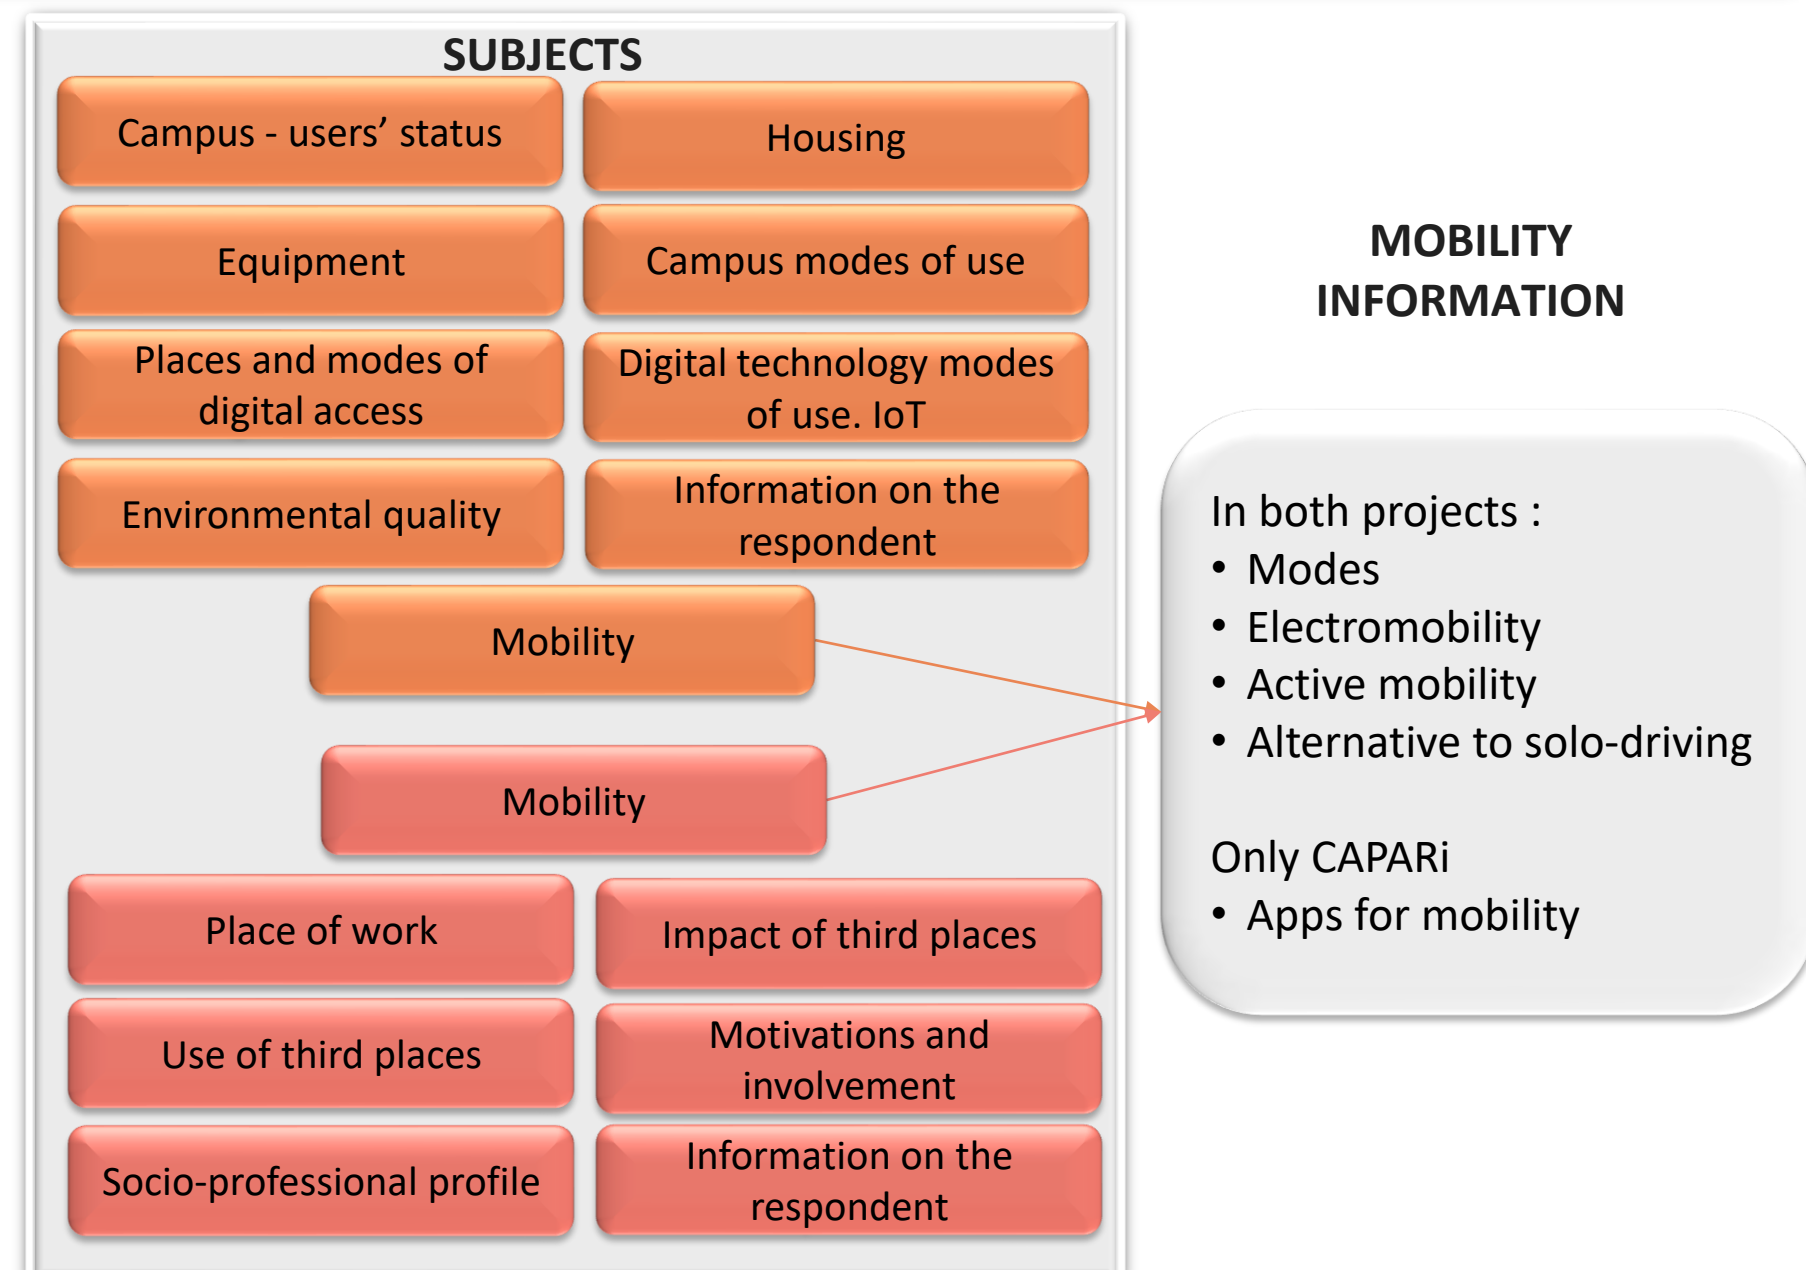 SUBJECTS
Campus - users’ status
Housing
Equipment
Campus modes of use
Places and modes of
digital access
Digital technology modes
of use. IoT
Environmental quality
Information on the
respondent
Mobility
Mobility
Place of work
Impact of third places
Use of third places
Motivations and
involvement
Socio-professional profile
Information on the
respondent
MOBILITY
INFORMATION
In both projects :
• Modes
• Electromobility
• Active mobility
• Alternative to solo-driving
Only CAPARi
• Apps for mobility